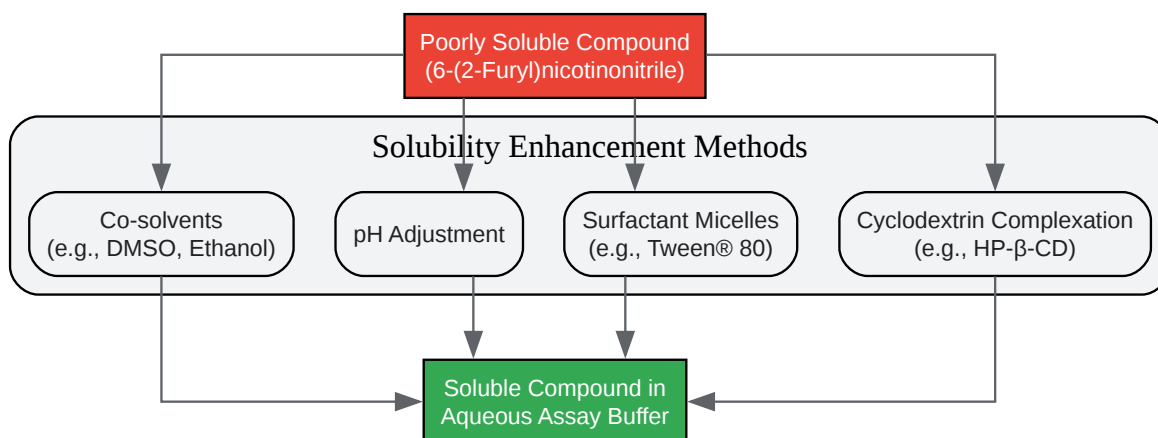 Poorly Soluble Compound
(6-(2-Furyl)nicotinonitrile)
Solubility Enhancement Methods
Co-solvents
(e.g., DMSO, Ethanol)
pH Adjustment
Surfactant Micelles
(e.g., Tween® 80)
Cyclodextrin Complexation
(e.g., HP-β-CD)
Soluble Compound in
Aqueous Assay Buffer